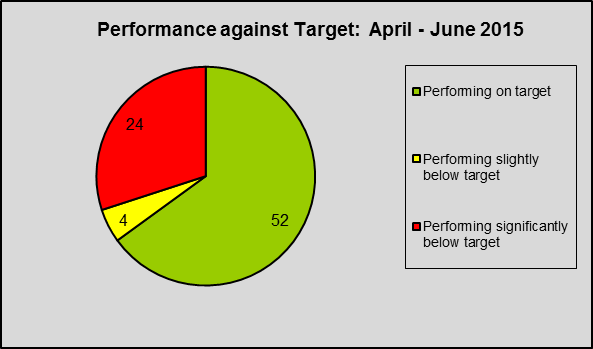 Performance against Target:  April - June 2015
24
4
52
Performing on target
Performing slightly
below target
Performing significantly
below target